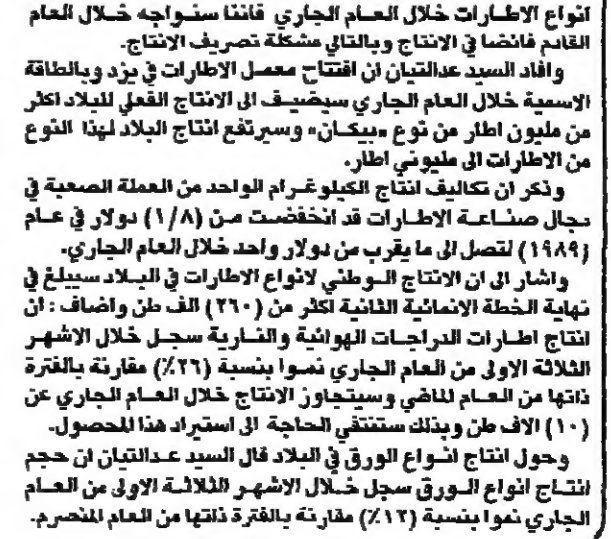 انواع الاطارات خلال العام الجاري فاننا سنواجه خلال العام
القادم فائضا في الانتاج وبالتالي مشكلة تصريف الانتاج.
وافاد السيد عدالتيان ان افتتاح معمل الاطارات في يزد وبالطاقة
الاسمية خلال العام الجاري سيضيف الى الانتاج الفعلي للبلاد اكثر
من مليون اطار من نوع «بيكان» وسيرتفع انتاج البلاد لهذا النوع
من الاطارات الى مليوني اطار.
وذكر ان تكاليف انتاج الكيلوغرام الواحد من العملة الصعبة في
مجال صناعة الاطارات قد انخفضت من (١/٨) دولار في عام
(١٩٨٩) لتصل الى ما يقرب من دولار واحد خلال العام الجاري.
واشار الى ان الانتاج الوطني لانواع الاطارات في البلاد سيبلغ في
نهاية الخطة الانمائية الثانية اكثر من (٢٦٠) الف طن واضاف : ان
انتاج اطارات الدراجات الهوائية والنارية سجل خلال الاشهر
الثلاثة الاولى من العام الجاري نموا بنسبة (٢٦٪) مقارنة بالفترة
ذاتها من العام الماضي وسيتجاوز الانتاج خلال العام الجاري عن
(١٠) الاف طن وبذلك ستنتفي الحاجة الى استيراد هذا المحصول.
وحول انتاج انواع الورق في البلاد قال السيد عدالتيان ان حجم
انتاج انواع الورق سجل خلال الاشهر الثلاثة الاولى من العام
الجاري نموا بنسبة (١٢٪) مقارنة بالفترة ذاتها من العام المنصرم.